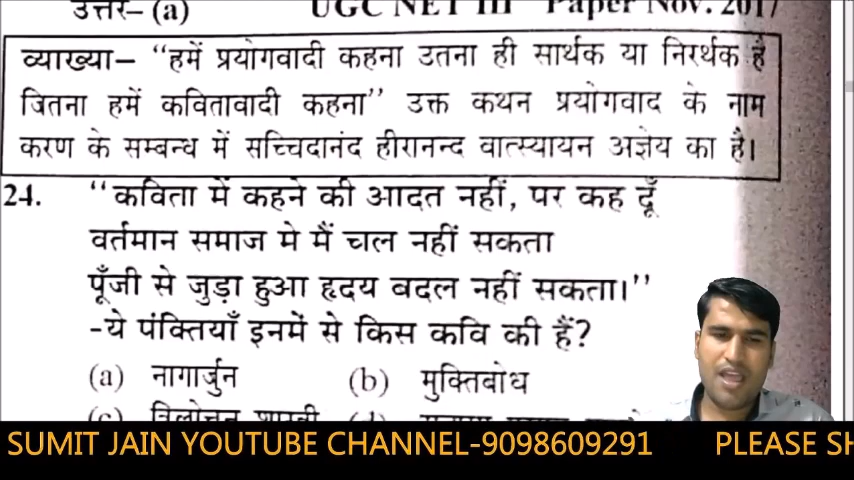 उत्तर– (a) UGC NET III Paper Nov. 2017
व्याख्या– “हमें प्रयोगवादी कहना उतना ही सार्थक या निरर्थक है
जितना हमें कवितावादी कहना” उक्त कथन प्रयोगवाद के नाम
करण के सम्बन्ध में सच्चिदानंद हीरानन्द वात्स्यायन अज्ञेय का है।
24. “कविता में कहने की आदत नहीं, पर कह दूँ
वर्तमान समाज मे मैं चल नहीं सकता
पूँजी से जुड़ा हुआ हृदय बदल नहीं सकता।”
-ये पंक्तियाँ इनमें से किस कवि की हैं?
(a) नागार्जुन (b) मुक्तिबोध
(c) त्रिलोचन शास्त्री (d)
SUMIT JAIN YOUTUBE CHANNEL-9098609291 PLEASE SH